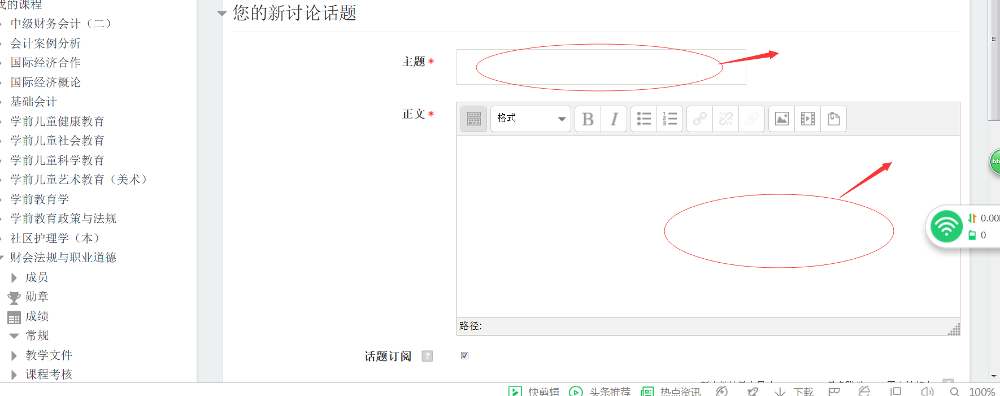 我的课程
中级财务会计（二）
会计案例分析
国际经济合作
国际经济概论
基础会计
学前儿童健康教育
学前儿童社会教育
学前儿童科学教育
学前儿童艺术教育（美术）
学前教育学
学前教育政策与法规
社区护理学（本）
财会法规与职业道德
成员
勋章
成绩
常规
教学文件
课程考核
您的新讨论话题
主题*
正文*
格式
B I
路径:
话题订阅 ?
66
0.00
0
快剪辑 头条推荐 热点资讯 下载 100%